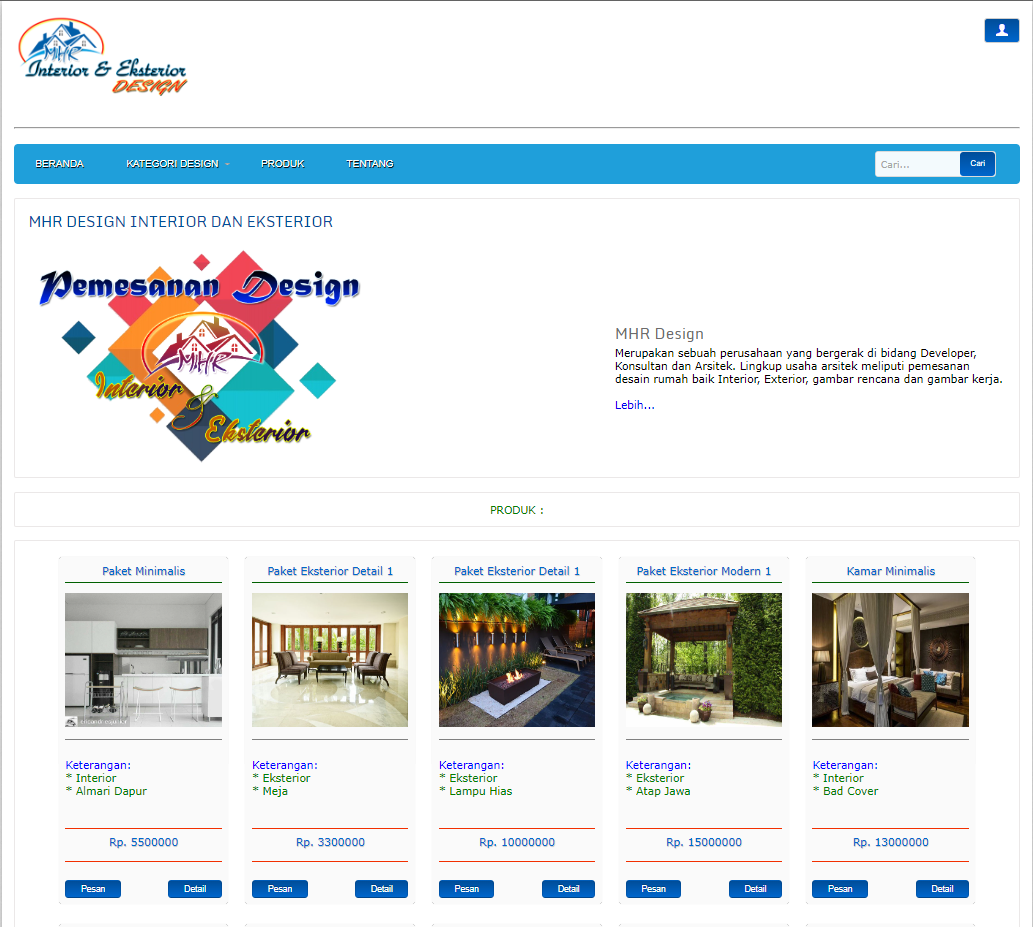 MHR
Interior & Eksterior
DESIGN
BERANDA KATEGORI DESIGN PRODUK TENTANG Cari... Cari
MHR DESIGN INTERIOR DAN EKSTERIOR
Pemesanan Design
MHR
Interior
&
Eksterior
MHR Design
Merupakan sebuah perusahaan yang bergerak di bidang Developer,
Konsultan dan Arsitek. Lingkup usaha arsitek meliputi pemesanan
desain rumah baik Interior, Exterior, gambar rencana dan gambar kerja.
Lebih...
PRODUK :
Paket Minimalis
Keterangan:
* Interior
* Almari Dapur
Rp. 5500000
Pesan Detail
Paket Eksterior Detail 1
Keterangan:
* Eksterior
* Meja
Rp. 3300000
Pesan Detail
Paket Eksterior Detail 1
Keterangan:
* Eksterior
* Lampu Hias
Rp. 10000000
Pesan Detail
Paket Eksterior Modern 1
Keterangan:
* Eksterior
* Atap Jawa
Rp. 15000000
Pesan Detail
Kamar Minimalis
Keterangan:
* Interior
* Bad Cover
Rp. 13000000
Pesan Detail